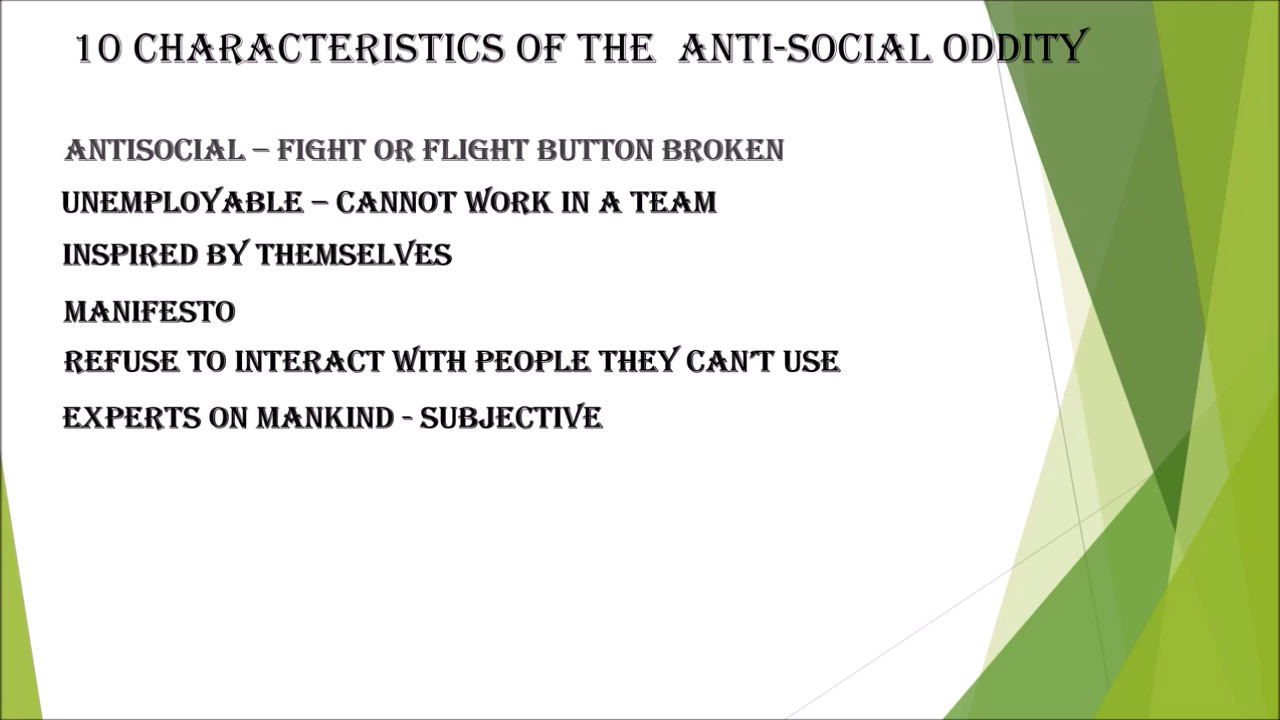 10 CHARACTERISTICS OF THE ANTI-SOCIAL ODDITY
ANTISOCIAL – FIGHT OR FLIGHT BUTTON BROKEN
UNEMPLOYABLE – CANNOT WORK IN A TEAM
INSPIRED BY THEMSELVES
MANIFESTO
REFUSE TO INTERACT WITH PEOPLE THEY CAN'T USE
EXPERTS ON MANKIND - SUBJECTIVE